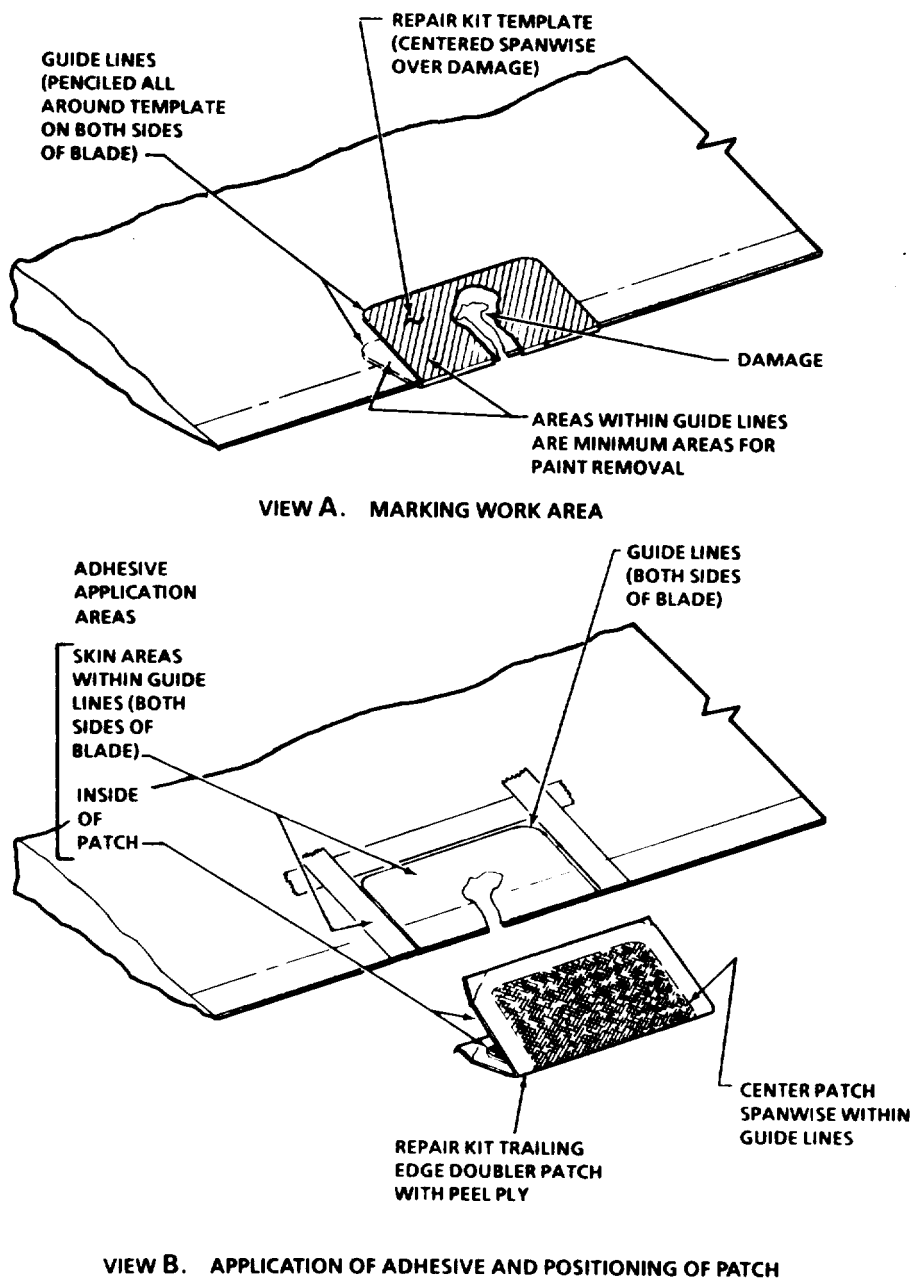 REPAIR KIT TEMPLATE
(CENTERED SPANWISE
OVER DAMAGE)
GUIDE LINES
(PENCILED ALL
AROUND TEMPLATE
ON BOTH SIDES
OF BLADE)
DAMAGE
AREAS WITHIN GUIDE LINES
ARE MINIMUM AREAS FOR
PAINT REMOVAL
VIEW A. MARKING WORK AREA
GUIDE LINES
(BOTH SIDES
OF BLADE)
ADHESIVE
APPLICATION
AREAS
SKIN AREAS
WITHIN GUIDE
LINES (BOTH
SIDES OF
BLADE)
INSIDE
OF
PATCH
CENTER PATCH
SPANWISE WITHIN
GUIDE LINES
REPAIR KIT TRAILING
EDGE DOUBLER PATCH
WITH PEEL PLY
VIEW B. APPLICATION OF ADHESIVE AND POSITIONING OF PATCH